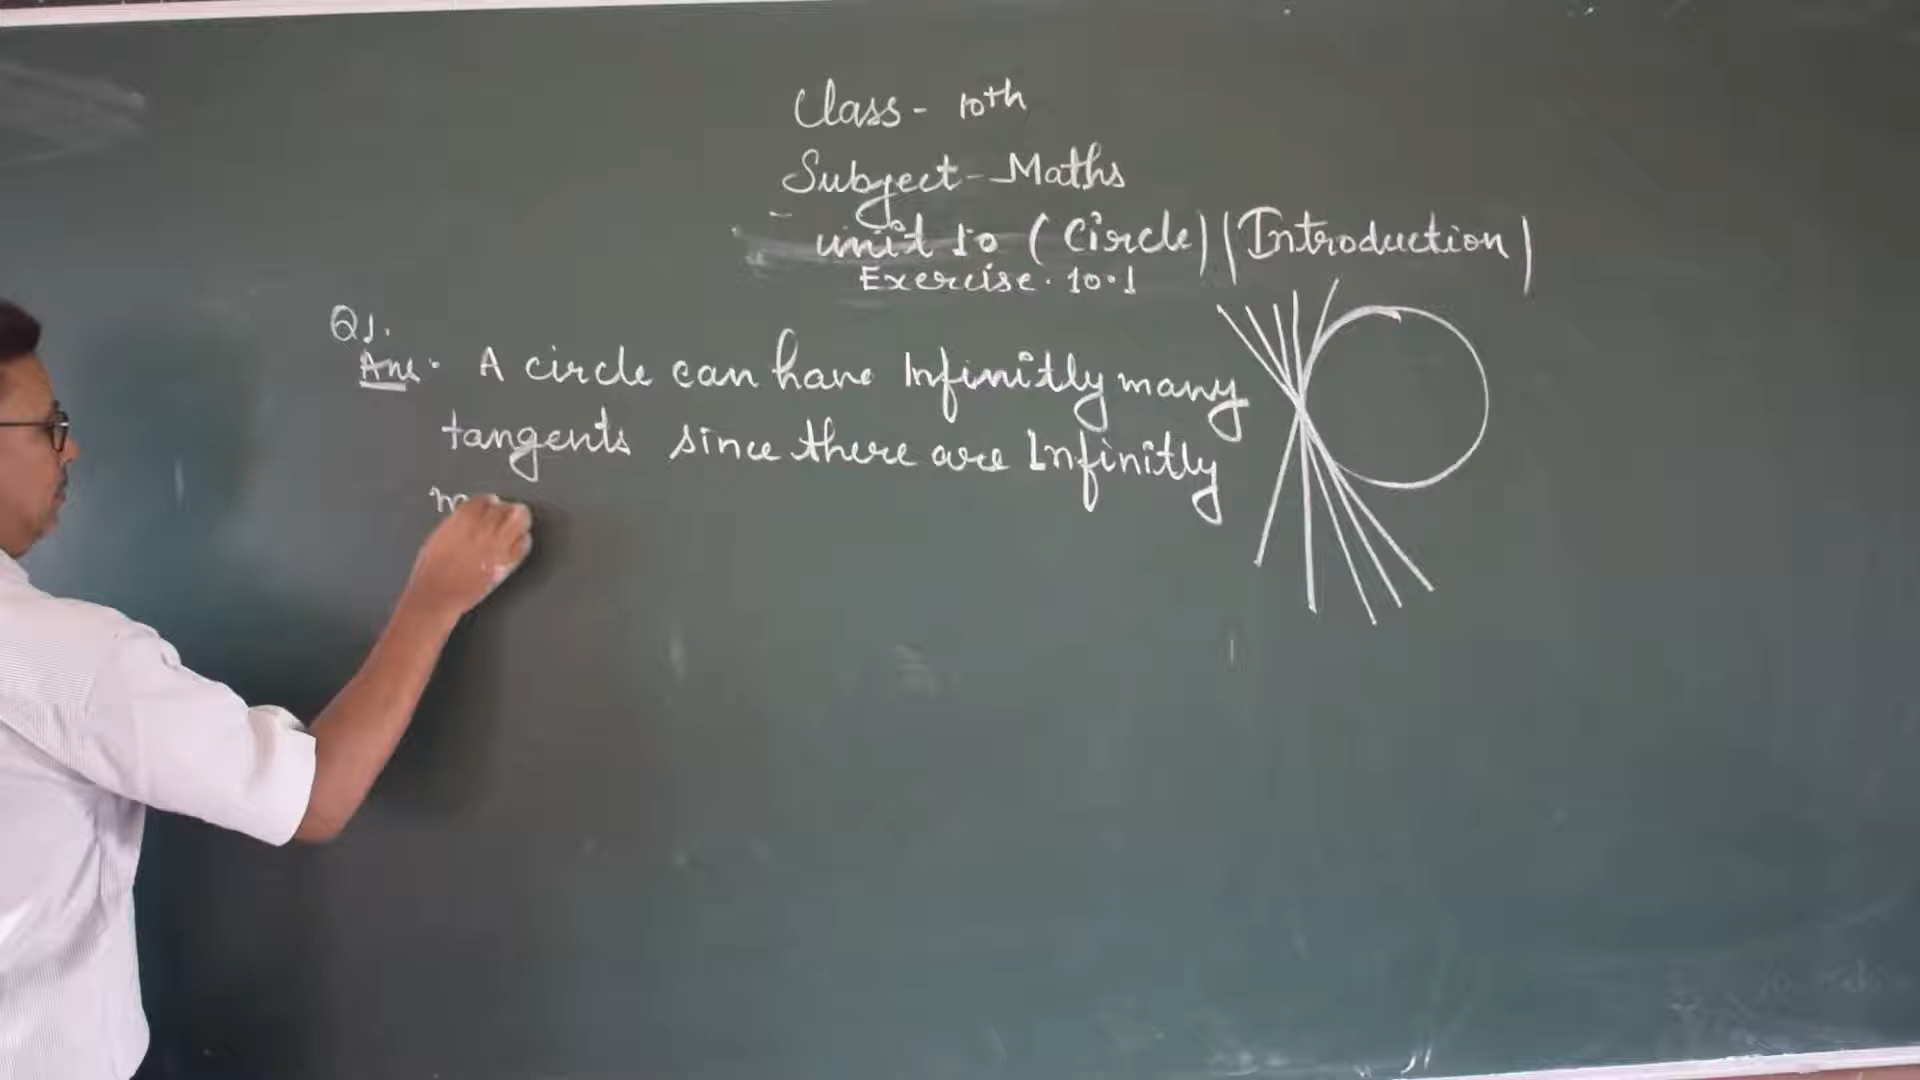 Class - 10th
Subject - Maths
unit 10 (Circle) (Introduction)
Exercise. 10.1
Q1.
Ans. A circle can have Infinitly many
tangents since there are Infinitly